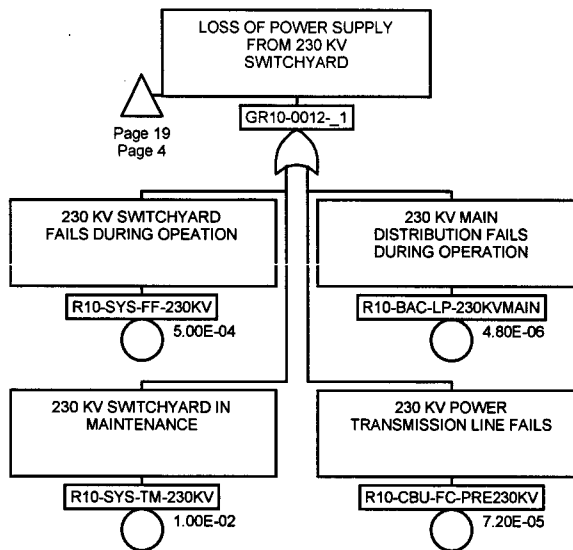 LOSS OF POWER SUPPLY
FROM 230 KV
SWITCHYARD
Page 19
Page 4
GR10-0012-_1
230 KV SWITCHYARD
FAILS DURING OPEATION
R10-SYS-FF-230KV
5.00E-04
230 KV MAIN
DISTRIBUTION FAILS
DURING OPERATION
R10-BAC-LP-230KVMAIN
4.80E-06
230 KV SWITCHYARD IN
MAINTENANCE
R10-SYS-TM-230KV
1.00E-02
230 KV POWER
TRANSMISSION LINE FAILS
R10-CBU-FC-PRE230KV
7.20E-05